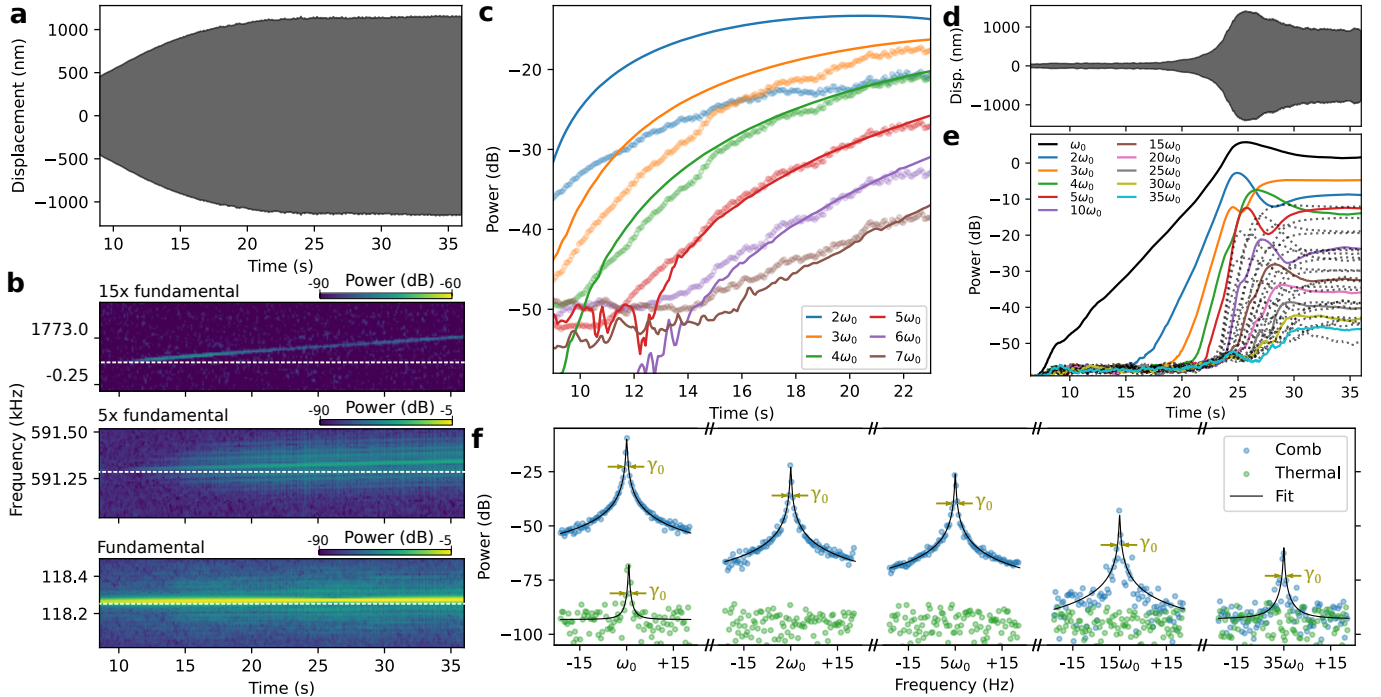 a
1000
500
0
−500
−1000
Displacement (nm)
10
15
20
25
30
35
Time (s)
b
15x fundamental
Power (dB)
-90
-60
1773.0
-0.25
5x fundamental
Power (dB)
-90
-5
591.50
591.25
Frequency (kHz)
Fundamental
Power (dB)
-90
-5
118.4
118.2
10
15
20
25
30
35
Time (s)
c
−20
−30
−40
−50
Power (dB)
2ω₀
3ω₀
4ω₀
5ω₀
6ω₀
7ω₀
10
12
14
16
18
20
22
Time (s)
d
1000
0
−1000
Disp. (nm)
e
ω₀
2ω₀
3ω₀
4ω₀
5ω₀
10ω₀
15ω₀
20ω₀
25ω₀
30ω₀
35ω₀
0
−10
−20
−30
−40
−50
Power (dB)
10
15
20
25
30
35
Time (s)
f
−25
−50
−75
−100
Power (dB)
γ₀
γ₀
γ₀
γ₀
γ₀
γ₀
Comb
Thermal
Fit
-15 ω₀ +15
-15 2ω₀ +15
-15 5ω₀ +15
-15 15ω₀ +15
-15 35ω₀ +15
Frequency (Hz)